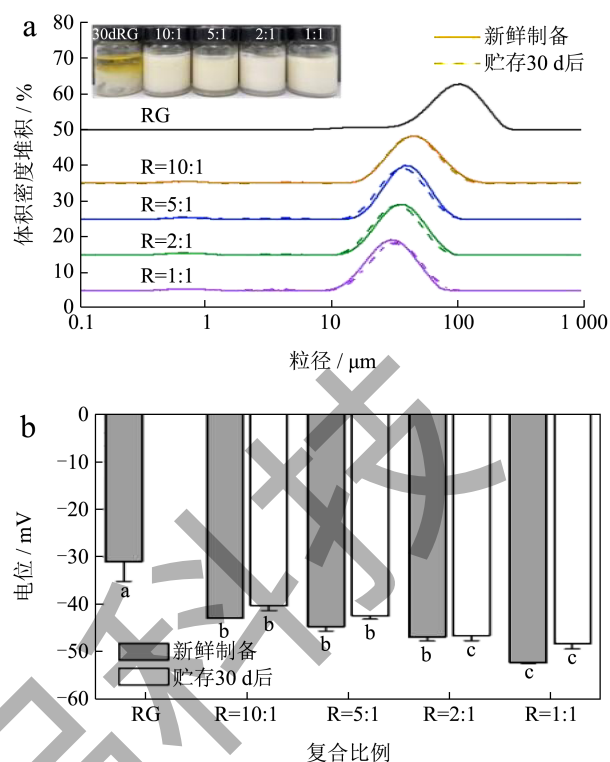 a
30dRG 10:1 5:1 2:1 1:1
新鲜制备
贮存30 d后
体积密度堆积 / %
80
70
60
50
40
30
20
10
0
RG
R=10:1
R=5:1
R=2:1
R=1:1
0.1 1 10 100 1 000
粒径 / μm
b
电位 / mV
0
−10
−20
−30
−40
−50
−60
a
b b
b b
b c
c c
新鲜制备
贮存30 d后
RG R=10:1 R=5:1 R=2:1 R=1:1
复合比例
品科技